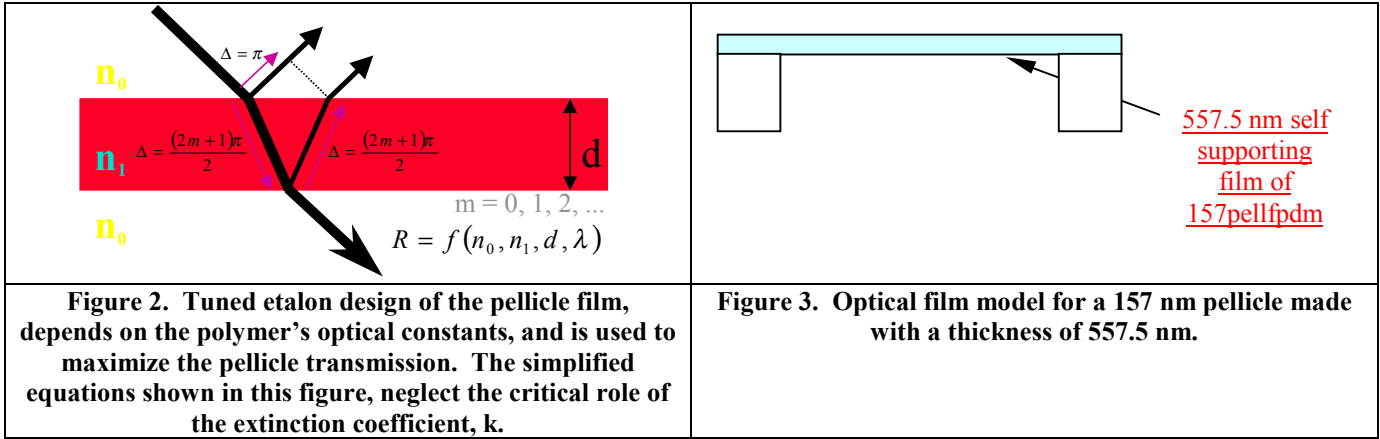 Δ = π
n₀
n₁
Δ = (2m + 1)π / 2
Δ = (2m + 1)π / 2
d
n₀
m = 0, 1, 2, ...
R = f(n₀, n₁, d, λ)
Figure 2. Tuned etalon design of the pellicle film,
depends on the polymer’s optical constants, and is used to
maximize the pellicle transmission. The simplified
equations shown in this figure, neglect the critical role of
the extinction coefficient, k.
557.5 nm self
supporting
film of
157pellfpdm
Figure 3. Optical film model for a 157 nm pellicle made
with a thickness of 557.5 nm.